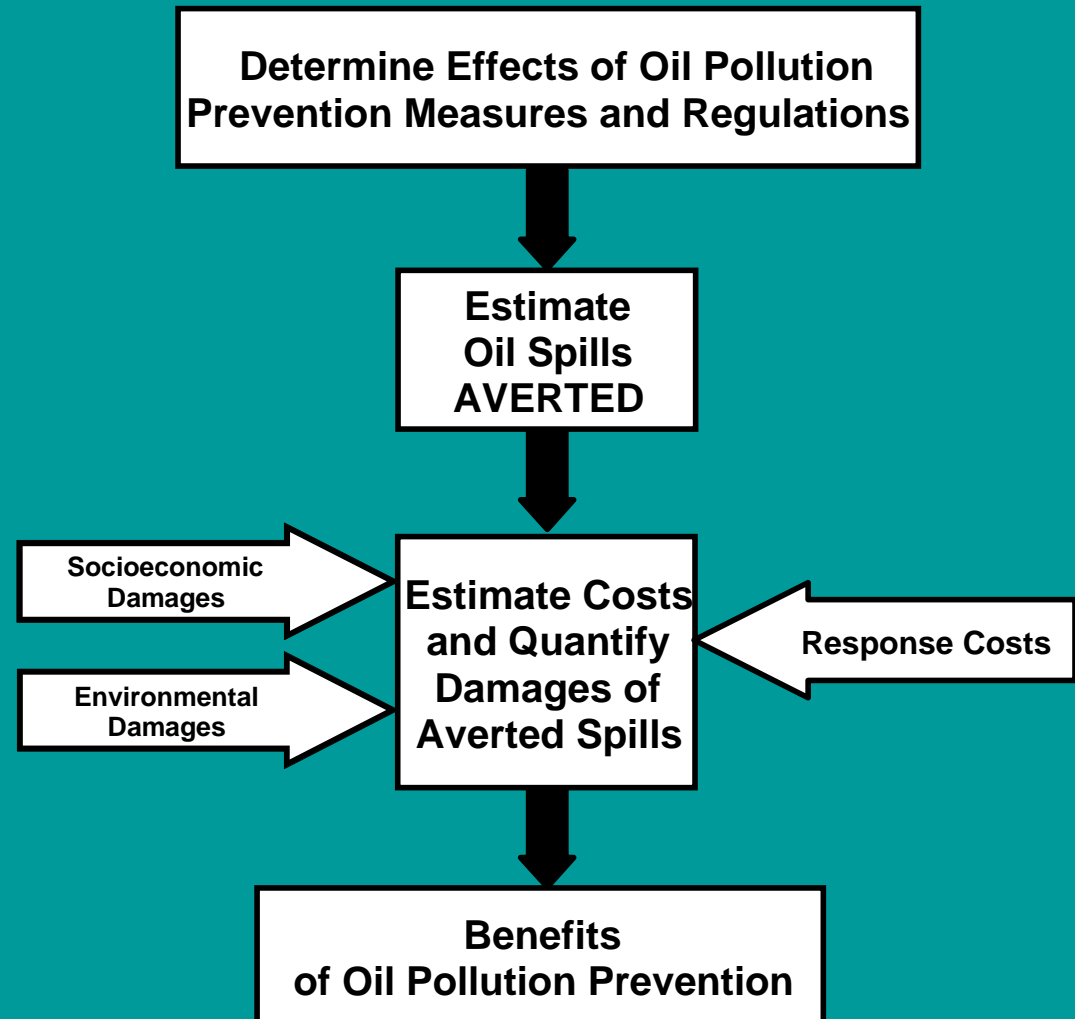 Determine Effects of Oil Pollution
Prevention Measures and Regulations
Estimate
Oil Spills
AVERTED
Socioeconomic
Damages
Environmental
Damages
Estimate Costs
and Quantify
Damages of
Averted Spills
Response Costs
Benefits
of Oil Pollution Prevention